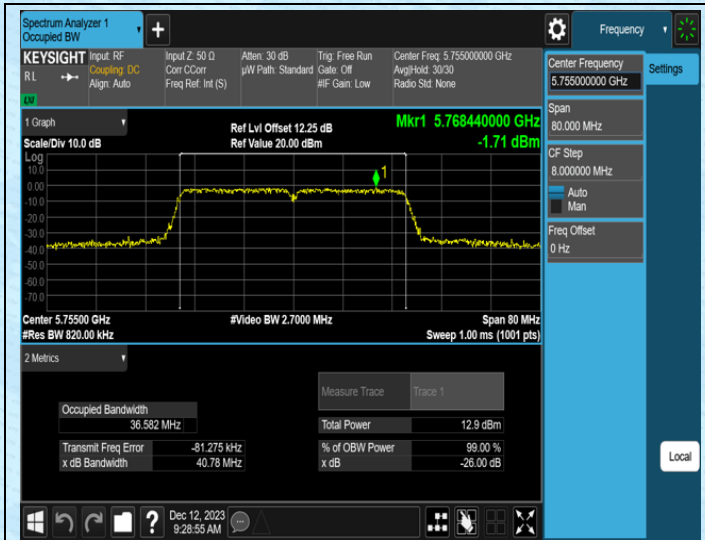 Spectrum Analyzer 1
Occupied BW
+
Frequency
KEYSIGHT
RL
LXI
Input: RF
Coupling: DC
Align: Auto
Input Z: 50 Ω
Corr CCorr
Freq Ref: Int (S)
Atten: 30 dB
µW Path: Standard
Trig: Free Run
Gate: Off
#IF Gain: Low
Center Freq: 5.755000000 GHz
Avg|Hold: 30/30
Radio Std: None
Center Frequency
5.755000000 GHz
Settings
Span
80.000 MHz
CF Step
8.000000 MHz
Auto
Man
Freq Offset
0 Hz
Local
1 Graph
Scale/Div 10.0 dB
Ref Lvl Offset 12.25 dB
Ref Value 20.00 dBm
Mkr1 5.768440000 GHz
-1.71 dBm
Log
10.0
0.00
-10.0
-20.0
-30.0
-40.0
-50.0
-60.0
-70.0
1
Center 5.75500 GHz
#Res BW 820.00 kHz
#Video BW 2.7000 MHz
Span 80 MHz
Sweep 1.00 ms (1001 pts)
2 Metrics
Measure Trace Trace 1
Occupied Bandwidth
36.582 MHz
Total Power 12.9 dBm
Transmit Freq Error -81.275 kHz
% of OBW Power 99.00 %
x dB Bandwidth 40.78 MHz
x dB -26.00 dB
?
Dec 12, 2023
9:28:55 AM